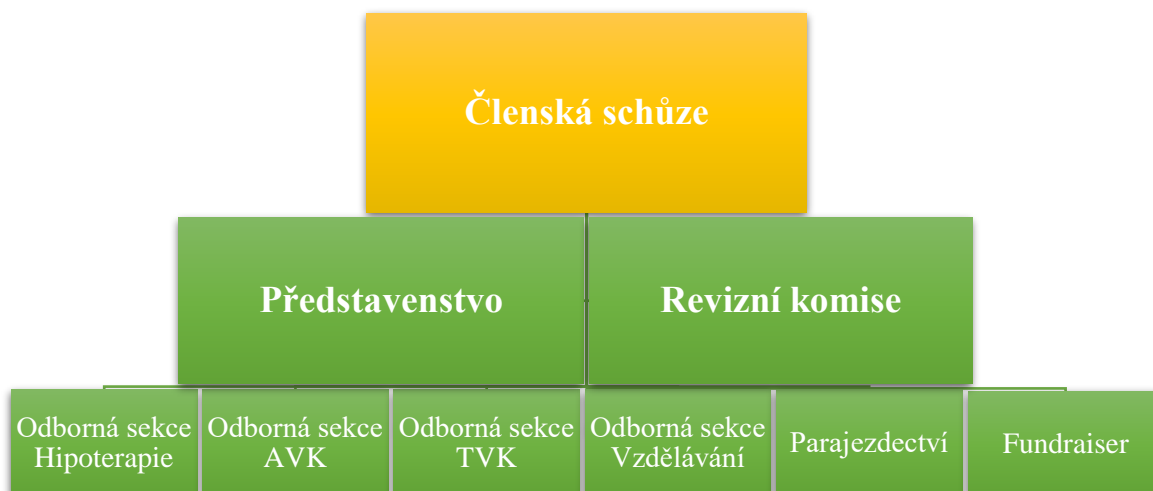 Členská schůze
Představenstvo
Revizní komise
Odborná sekce
Hipoterapie
Odborná sekce
AVK
Odborná sekce
TVK
Odborná sekce
Vzdělávání
Parajezdectví
Fundraiser